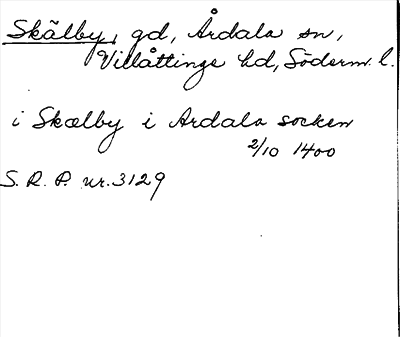 Skälby, gd, Årdala sn,
Villåttinge hd, Söderm. l.
i Skælby i Ardala socken
2/10 1400
S. R. P. nr. 3129